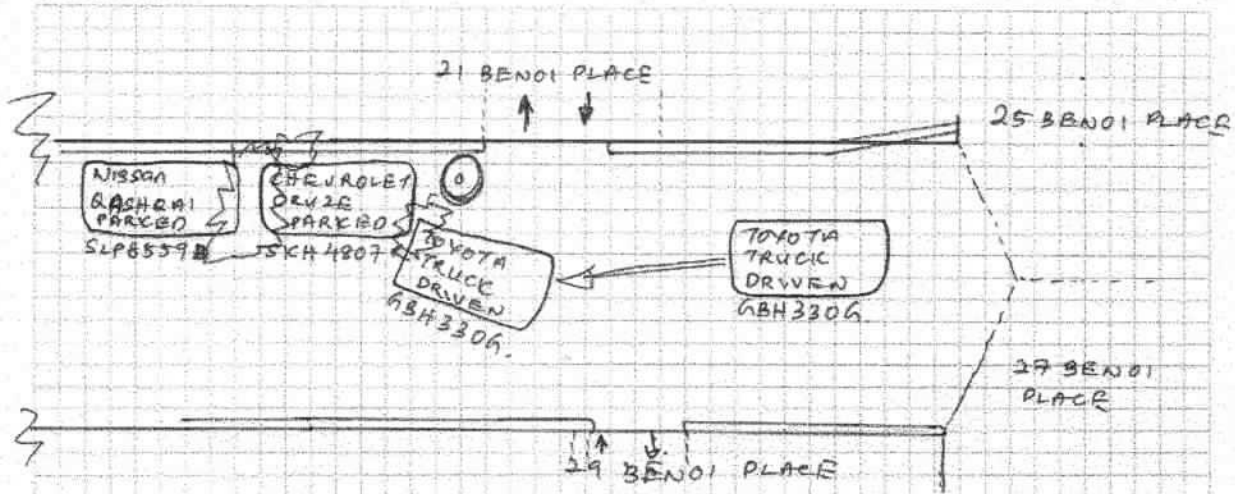 21 BENOI PLACE
25 BENOI PLACE
NISSAN
QASHQAI
PARKED
CHEVROLET
CRUZE
PARKED
SKH 4807
TOYOTA
TRUCK
DRIVEN
GBH330G.
TOYOTA
TRUCK
DRIVEN
GBH330G.
27 BENOI
PLACE
29 BENOI PLACE